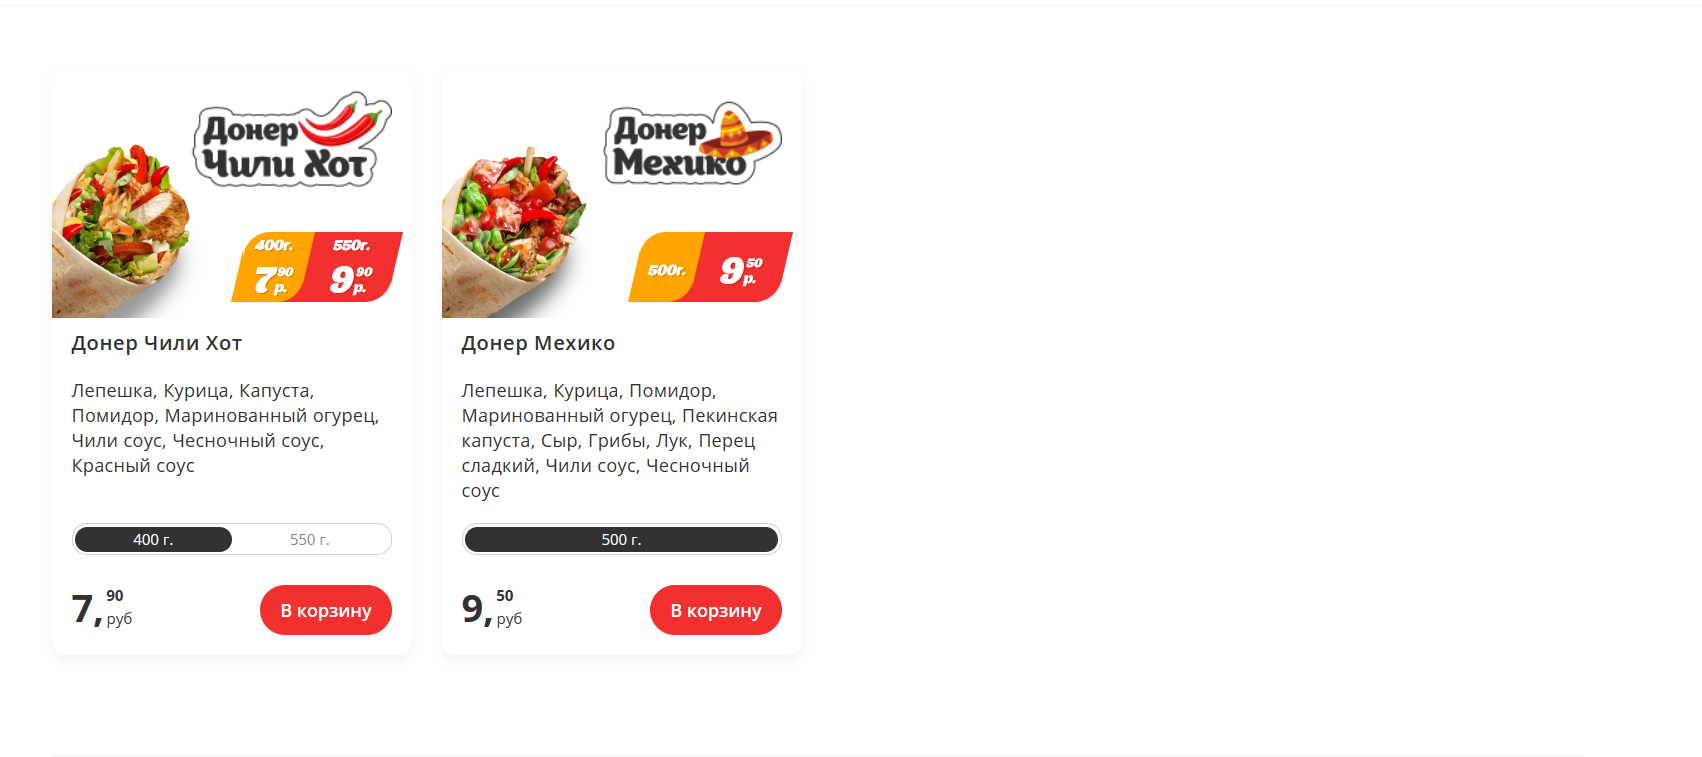 Донер
Чили Хот
400г.
7 90 р.
550г.
9 90 р.
Донер Чили Хот
Лепешка, Курица, Капуста,
Помидор, Маринованный огурец,
Чили соус, Чесночный соус,
Красный соус
400 г.
550 г.
7, 90 руб
В корзину
Донер
Мехико
500г.
9 50 р.
Донер Мехико
Лепешка, Курица, Помидор,
Маринованный огурец, Пекинская
капуста, Сыр, Грибы, Лук, Перец
сладкий, Чили соус, Чесночный
соус
500 г.
9, 50 руб
В корзину